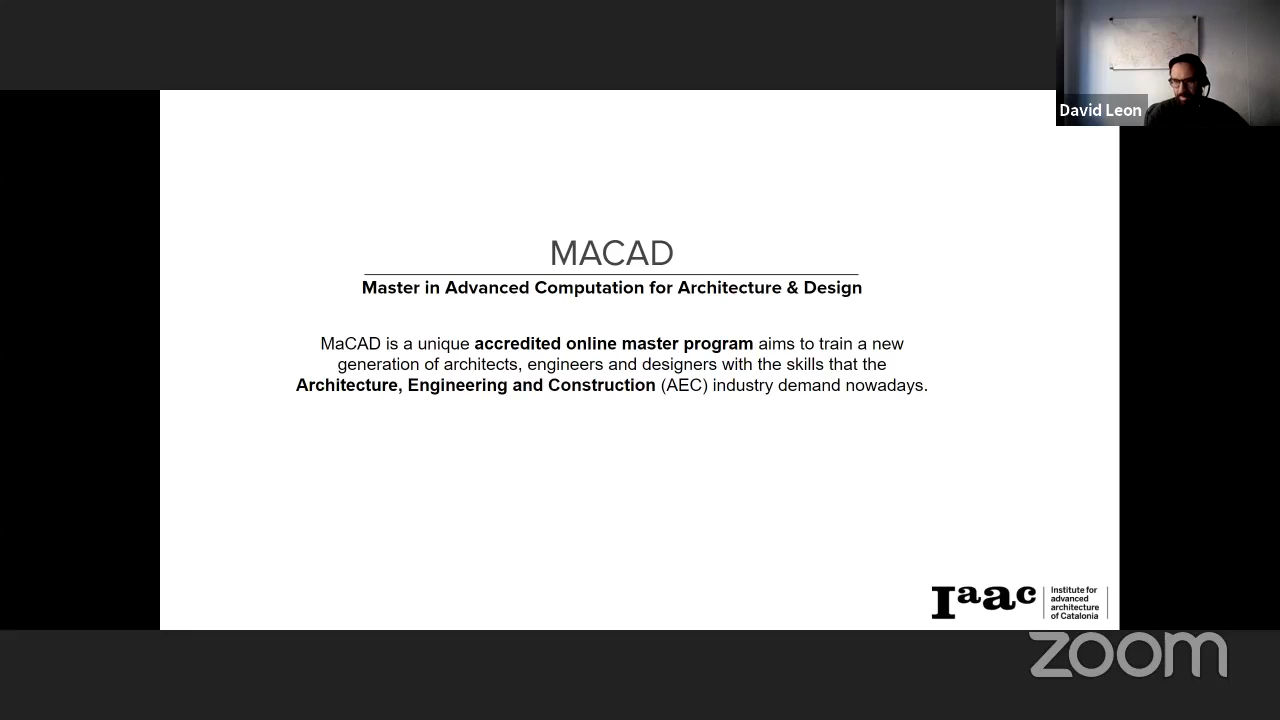 David Leon
MACAD
Master in Advanced Computation for Architecture & Design
MaCAD is a unique accredited online master program aims to train a new
generation of architects, engineers and designers with the skills that the
Architecture, Engineering and Construction (AEC) industry demand nowadays.
Iaac
Institute for
advanced
architecture
of Catalonia
zoom